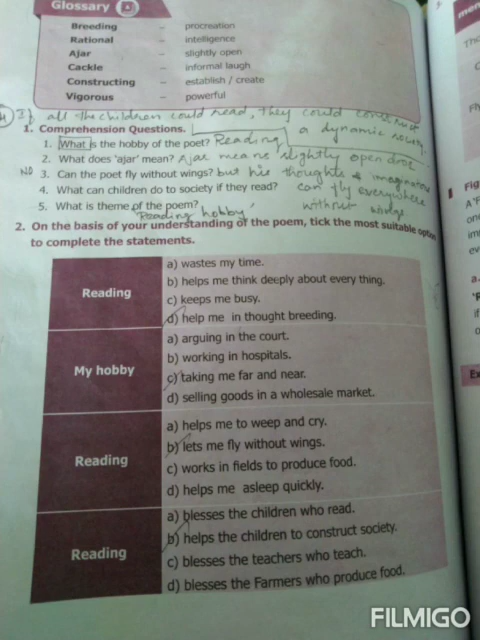 Glossary
Breeding – procreation
Rational – intelligence
Ajar – slightly open
Cackle – informal laugh
Constructing – establish / create
Vigorous – powerful
If all the children could read, they could construct
a dynamic society.
1. Comprehension Questions.
1. What is the hobby of the poet? Reading
2. What does 'ajar' mean? Ajar means slightly open
NO 3. Can the poet fly without wings? but his thoughts & imaginations
4. What can children do to society if they read? can fly everywhere
without wings
5. What is theme of the poem?
'Reading hobby'
2. On the basis of your understanding of the poem, tick the most suitable option
to complete the statements.
Reading
a) wastes my time.
b) helps me think deeply about every thing.
c) keeps me busy.
d) help me in thought breeding.
My hobby
a) arguing in the court.
b) working in hospitals.
c) taking me far and near.
d) selling goods in a wholesale market.
Reading
a) helps me to weep and cry.
b) lets me fly without wings.
c) works in fields to produce food.
d) helps me asleep quickly.
Reading
a) blesses the children who read.
b) helps the children to construct society.
c) blesses the teachers who teach.
d) blesses the Farmers who produce food.
FILMIGO